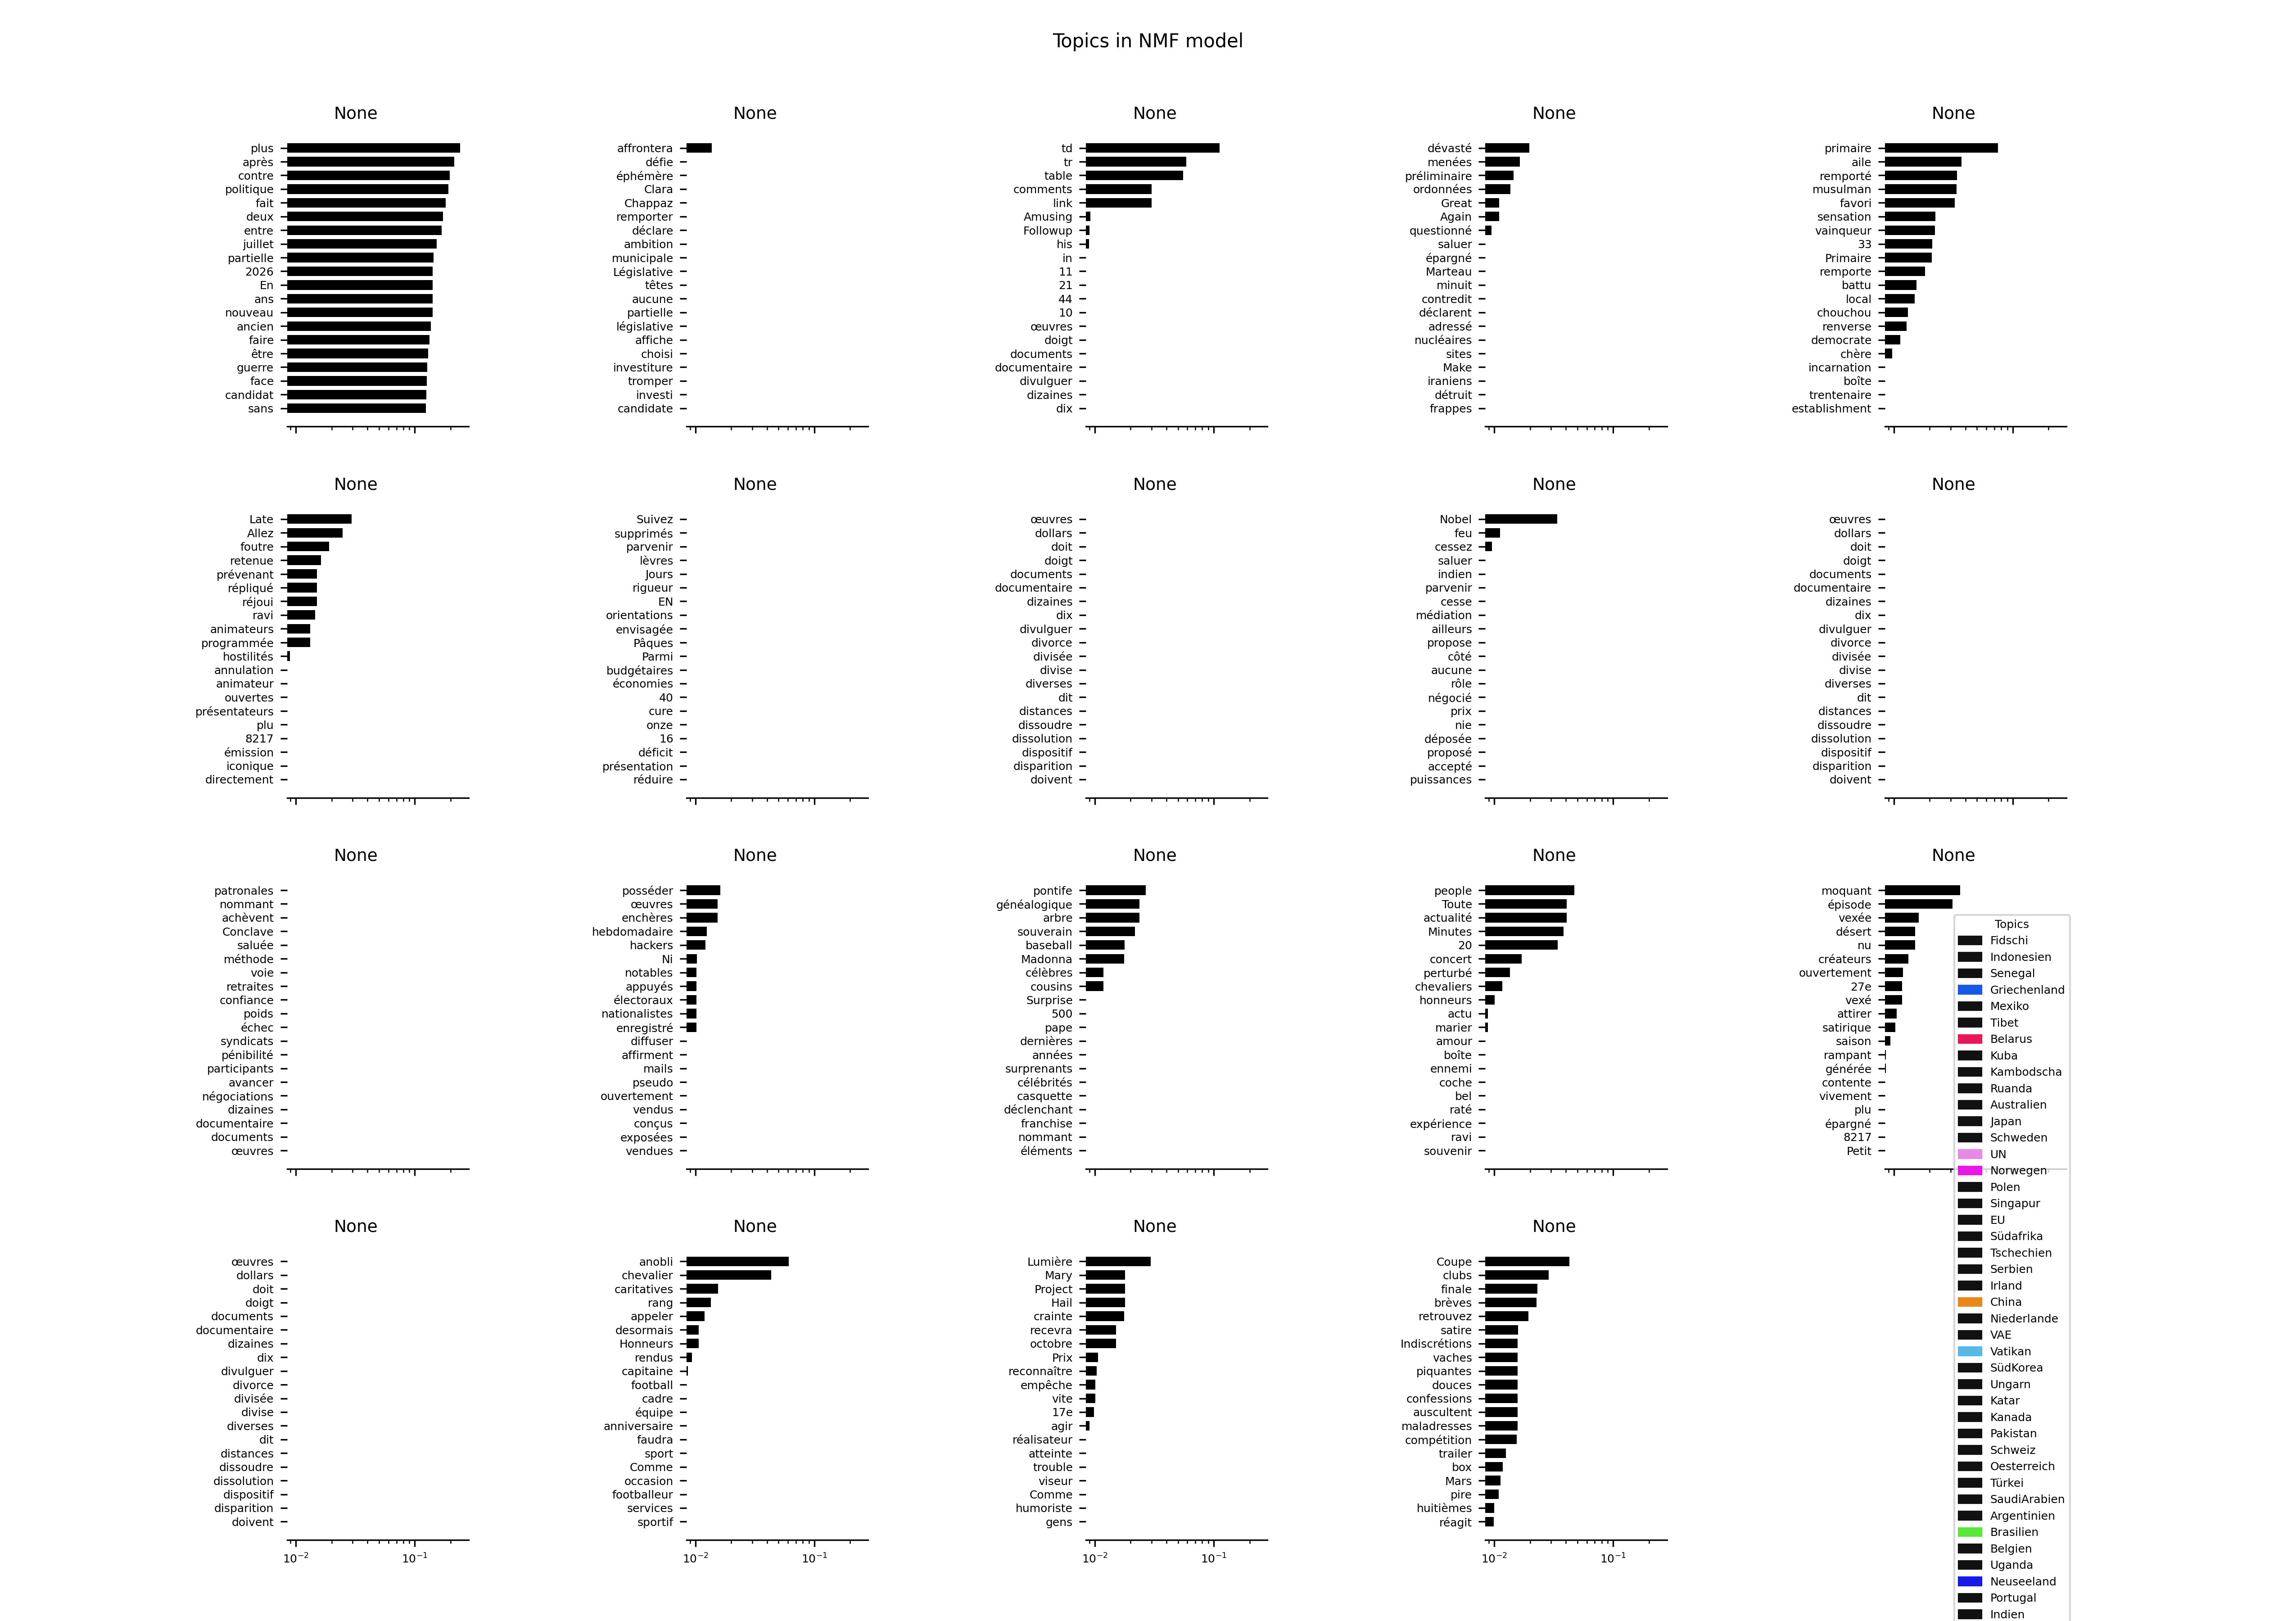 Topics in NMF model
None
plus
après
contre
politique
fait
deux
entre
juillet
partielle
2026
En
ans
nouveau
ancien
faire
être
guerre
face
candidat
sans
None
affrontera
défie
éphémère
Clara
Chappaz
remporter
déclare
ambition
municipale
Législative
têtes
aucune
partielle
législative
affiche
choisi
investiture
tromper
investi
candidate
None
td
tr
table
comments
link
Amusing
Followup
his
in
11
21
44
10
œuvres
doigt
documents
documentaire
divulguer
dizaines
dix
None
dévasté
menées
préliminaire
ordonnées
Great
Again
questionné
saluer
épargné
Marteau
minuit
contredit
déclarent
adressé
nucléaires
sites
Make
iraniens
détruit
frappes
None
primaire
aile
remporté
musulman
favori
sensation
vainqueur
33
Primaire
remporte
battu
local
chouchou
renverse
democrate
chère
incarnation
boîte
trentenaire
establishment
None
Late
Allez
foutre
retenue
prévenant
répliqué
réjoui
ravi
animateurs
programmée
hostilités
annulation
animateur
ouvertes
présentateurs
plu
8217
émission
iconique
directement
None
Suivez
supprimés
parvenir
lèvres
Jours
rigueur
EN
orientations
envisagée
Pâques
Parmi
budgétaires
économies
40
cure
onze
16
déficit
présentation
réduire
None
œuvres
dollars
doit
doigt
documents
documentaire
dizaines
dix
divulguer
divorce
divisée
divise
diverses
dit
distances
dissoudre
dissolution
dispositif
disparition
doivent
None
Nobel
feu
cessez
saluer
indien
parvenir
cesse
médiation
ailleurs
propose
côté
aucune
rôle
négocié
prix
nie
déposée
proposé
accepté
puissances
None
œuvres
dollars
doit
doigt
documents
documentaire
dizaines
dix
divulguer
divorce
divisée
divise
diverses
dit
distances
dissoudre
dissolution
dispositif
disparition
doivent
None
patronales
nommant
achèvent
Conclave
saluée
méthode
voie
retraites
confiance
poids
échec
syndicats
pénibilité
participants
avancer
négociations
dizaines
documentaire
documents
œuvres
None
posséder
œuvres
enchères
hebdomadaire
hackers
Ni
notables
appuyés
électoraux
nationalistes
enregistré
diffuser
affirment
mails
pseudo
ouvertement
vendus
conçus
exposées
vendues
None
pontife
généalogique
arbre
souverain
baseball
Madonna
célèbres
cousins
Surprise
500
pape
dernières
années
surprenants
célébrités
casquette
déclenchant
franchise
nommant
éléments
None
people
Toute
actualité
Minutes
20
concert
perturbé
chevaliers
honneurs
actu
marier
amour
boîte
ennemi
coche
bel
raté
expérience
ravi
souvenir
None
moquant
épisode
vexée
désert
nu
créateurs
ouvertement
27e
vexé
attirer
satirique
saison
rampant
générée
contente
vivement
plu
épargné
8217
Petit
None
œuvres
dollars
doit
doigt
documents
documentaire
dizaines
dix
divulguer
divorce
divisée
divise
diverses
dit
distances
dissoudre
dissolution
dispositif
disparition
doivent
10⁻² 10⁻¹
None
anobli
chevalier
caritatives
rang
appeler
desormais
Honneurs
rendus
capitaine
football
cadre
équipe
anniversaire
faudra
sport
Comme
occasion
footballeur
services
sportif
10⁻² 10⁻¹
None
Lumière
Mary
Project
Hail
crainte
recevra
octobre
Prix
reconnaître
empêche
vite
17e
agir
réalisateur
atteinte
trouble
viseur
Comme
humoriste
gens
10⁻² 10⁻¹
None
Coupe
clubs
finale
brèves
retrouvez
satire
Indiscrétions
vaches
piquantes
douces
confessions
auscultent
maladresses
compétition
trailer
box
Mars
pire
huitièmes
réagit
10⁻² 10⁻¹
Topics
Fidschi
Indonesien
Senegal
Griechenland
Mexiko
Tibet
Belarus
Kuba
Kambodscha
Ruanda
Australien
Japan
Schweden
UN
Norwegen
Polen
Singapur
EU
Südafrika
Tschechien
Serbien
Irland
China
Niederlande
VAE
Vatikan
SüdKorea
Ungarn
Katar
Kanada
Pakistan
Schweiz
Oesterreich
Türkei
SaudiArabien
Argentinien
Brasilien
Belgien
Uganda
Neuseeland
Portugal
Indien